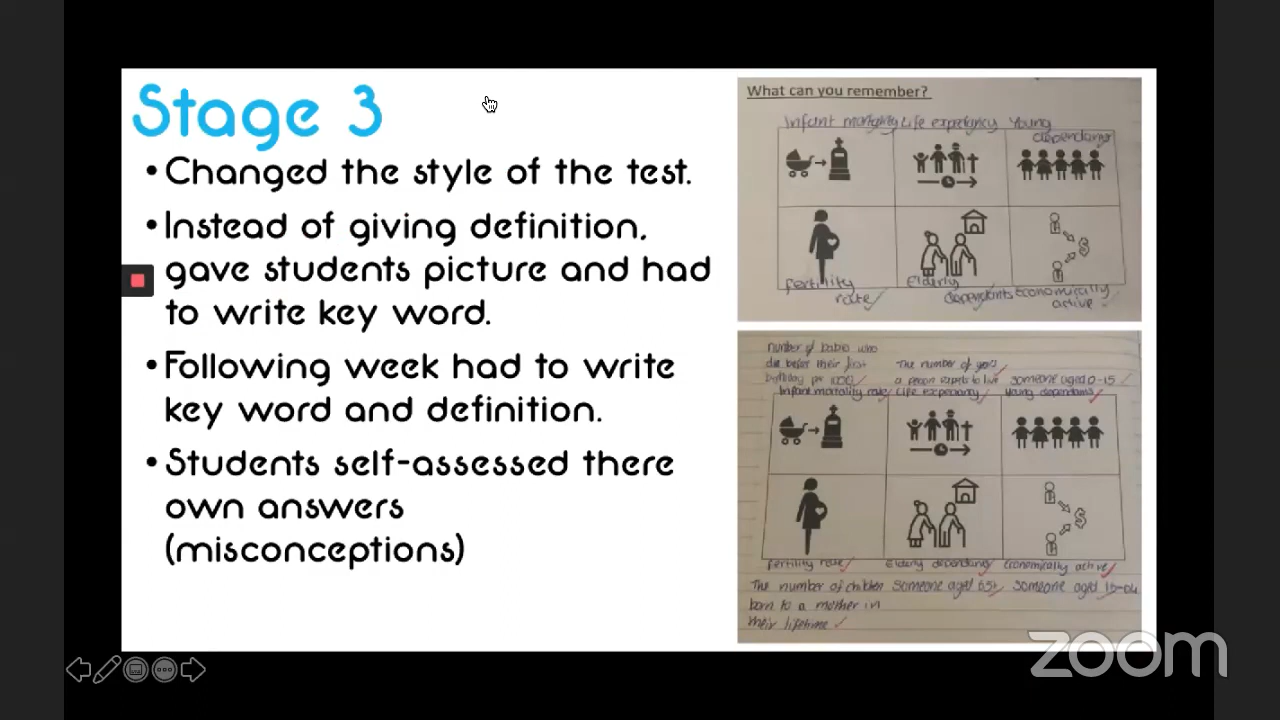 Stage 3
• Changed the style of the test.
• Instead of giving definition,
gave students picture and had
to write key word.
• Following week had to write
key word and definition.
• Students self-assessed there
own answers
(misconceptions)
What can you remember?
Infant mortality Life expetancy Young
dependants
fertility Elderly
rate dependants economically
active
number of babies who
die before their first The number of years
birthday per 1000 a person expects to live someone aged 0-15
Infant mortality rate Life expectancy Young dependants
$
fertility rate Elderly dependants Economically active
The number of children Someone aged 65+ Someone aged 16-64
born to a mother in
their lifetime
zoom